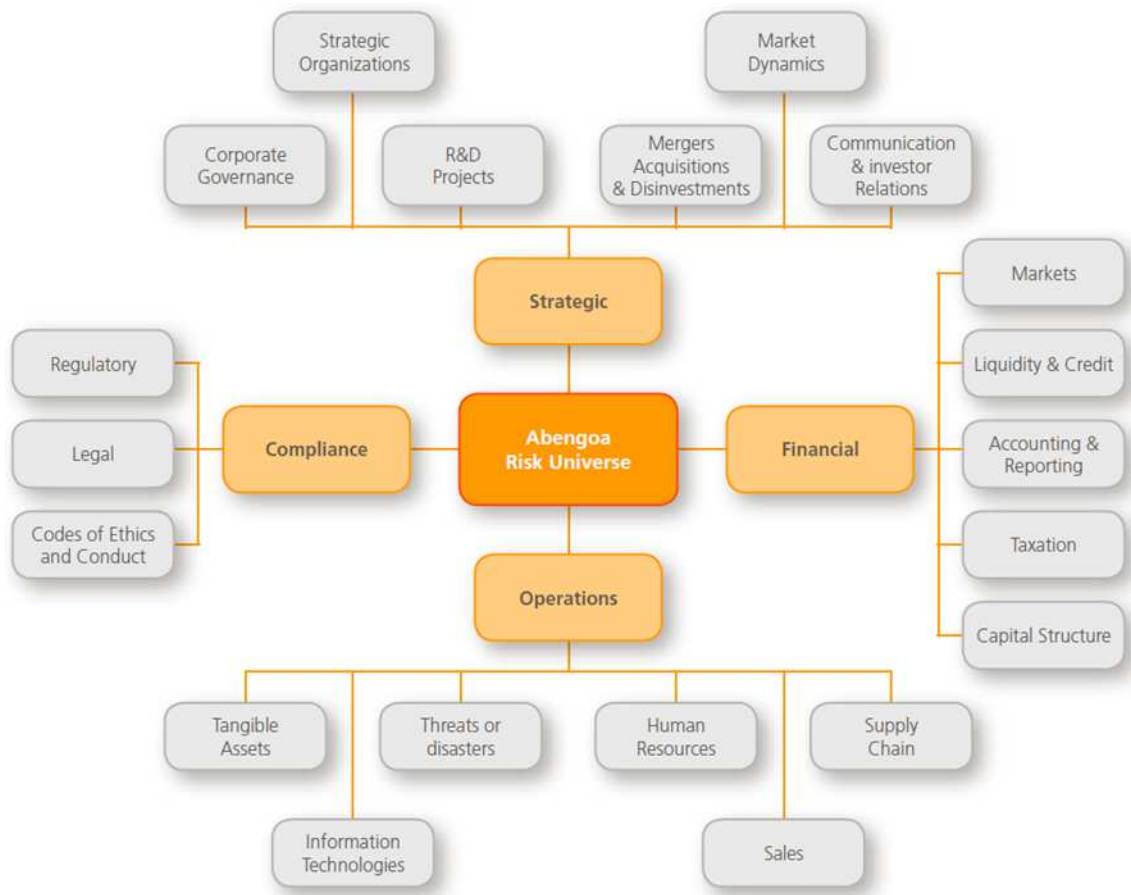 Strategic
Organizations
Market
Dynamics
Corporate
Governance
R&D
Projects
Mergers
Acquisitions
& Disinvestments
Communication
& investor
Relations
Strategic
Markets
Regulatory
Liquidity & Credit
Legal
Compliance
Abengoa
Risk Universe
Financial
Accounting &
Reporting
Codes of Ethics
and Conduct
Taxation
Operations
Capital Structure
Tangible
Assets
Threats or
disasters
Human
Resources
Supply
Chain
Information
Technologies
Sales